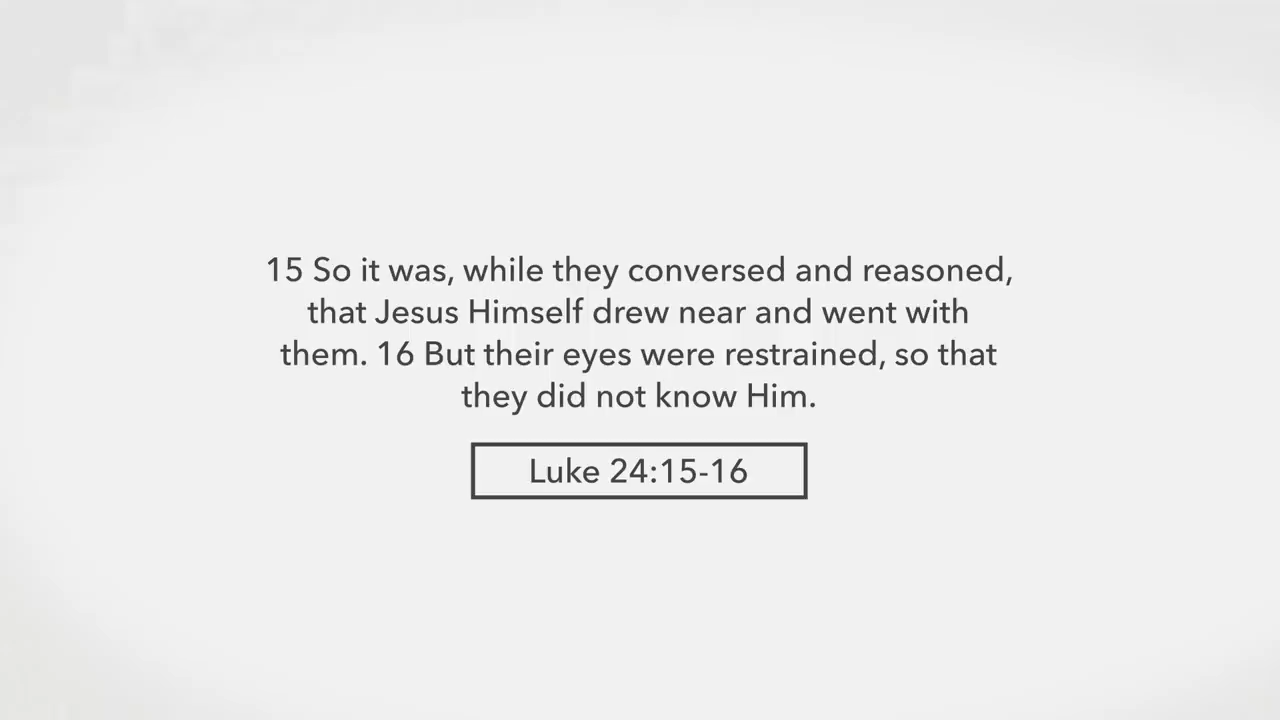 15 So it was, while they conversed and reasoned,
that Jesus Himself drew near and went with
them. 16 But their eyes were restrained, so that
they did not know Him.
Luke 24:15-16